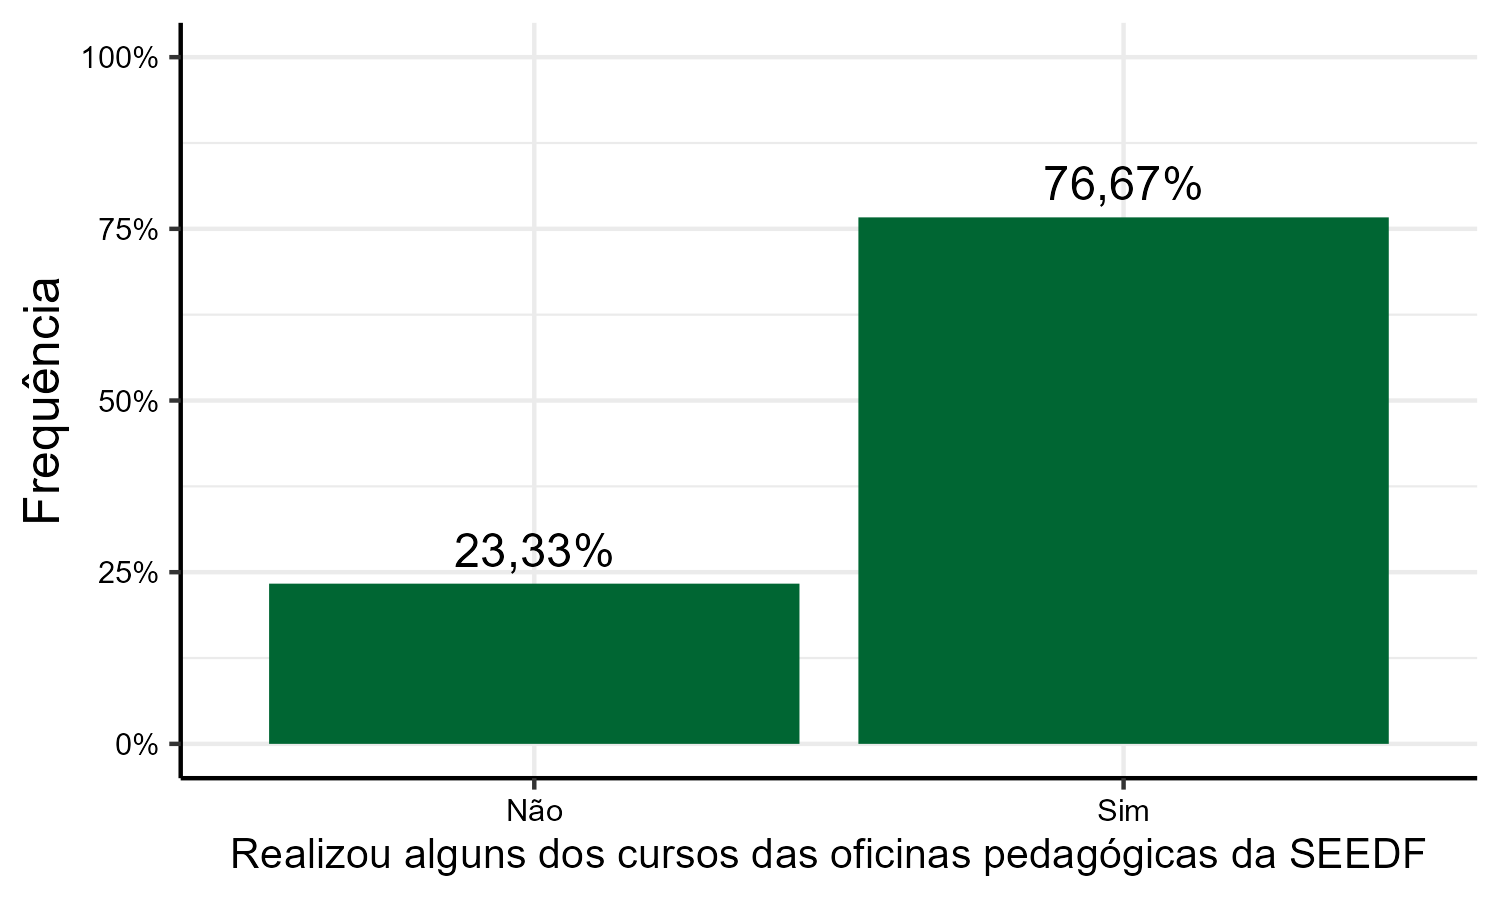 100%
75%
50%
25%
0%
Frequência
76,67%
23,33%
Não
Sim
Realizou alguns dos cursos das oficinas pedagógicas da SEEDF